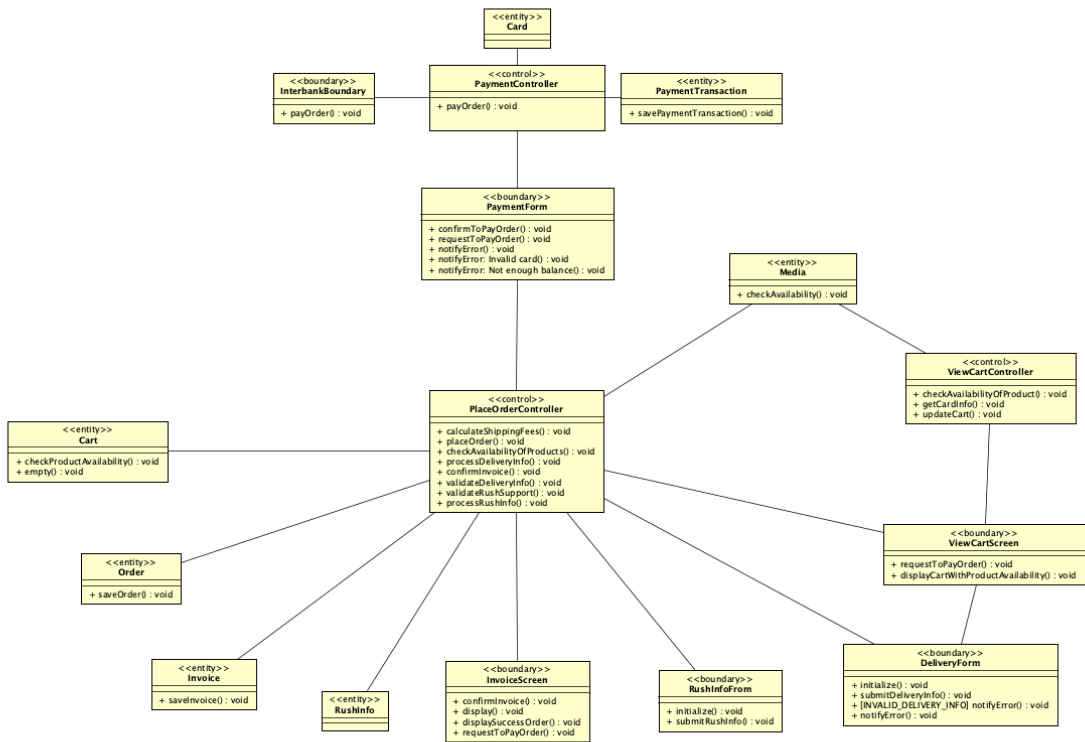 <<entity>>
Card
<<control>>
PaymentController
+ payOrder() : void
<<boundary>>
InterbankBoundary
+ payOrder() : void
<<entity>>
PaymentTransaction
+ savePaymentTransaction() : void
<<boundary>>
PaymentForm
+ confirmToPayOrder() : void
+ requestToPayOrder() : void
+ notifyError() : void
+ notifyError: Invalid card() : void
+ notifyError: Not enough balance() : void
<<entity>>
Media
+ checkAvailability() : void
<<control>>
ViewCartController
+ checkAvailabilityOfProduct() : void
+ getCardInfo() : void
+ updateCart() : void
<<control>>
PlaceOrderController
+ calculateShippingFees() : void
+ placeOrder() : void
+ checkAvailabilityOfProducts() : void
+ processDeliveryInfo() : void
+ confirmInvoice() : void
+ validateDeliveryInfo() : void
+ validateRushSupport() : void
+ processRushInfo() : void
<<entity>>
Cart
+ checkProductAvailability() : void
+ empty() : void
<<boundary>>
ViewCartScreen
+ requestToPayOrder() : void
+ displayCartWithProductAvailability() : void
<<entity>>
Order
+ saveOrder() : void
<<entity>>
Invoice
+ saveInvoice() : void
<<entity>>
RushInfo
<<boundary>>
InvoiceScreen
+ confirmInvoice() : void
+ display() : void
+ displaySuccessOrder() : void
+ requestToPayOrder() : void
<<boundary>>
RushInfoFrom
+ initialize() : void
+ submitRushInfo() : void
<<boundary>>
DeliveryForm
+ initialize() : void
+ submitDeliveryInfo() : void
+ [INVALID_DELIVERY_INFO] notifyError() : void
+ notifyError() : void